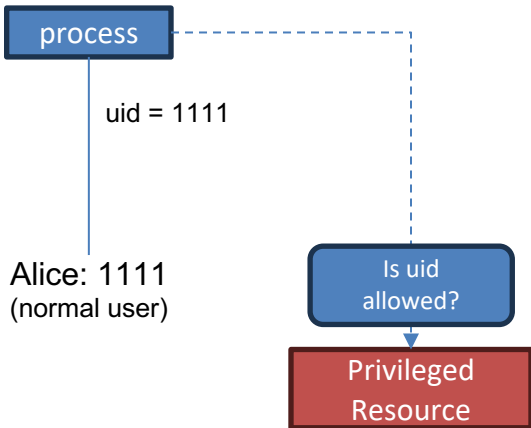 process
uid = 1111
Alice: 1111
(normal user)
Is uid
allowed?
Privileged
Resource